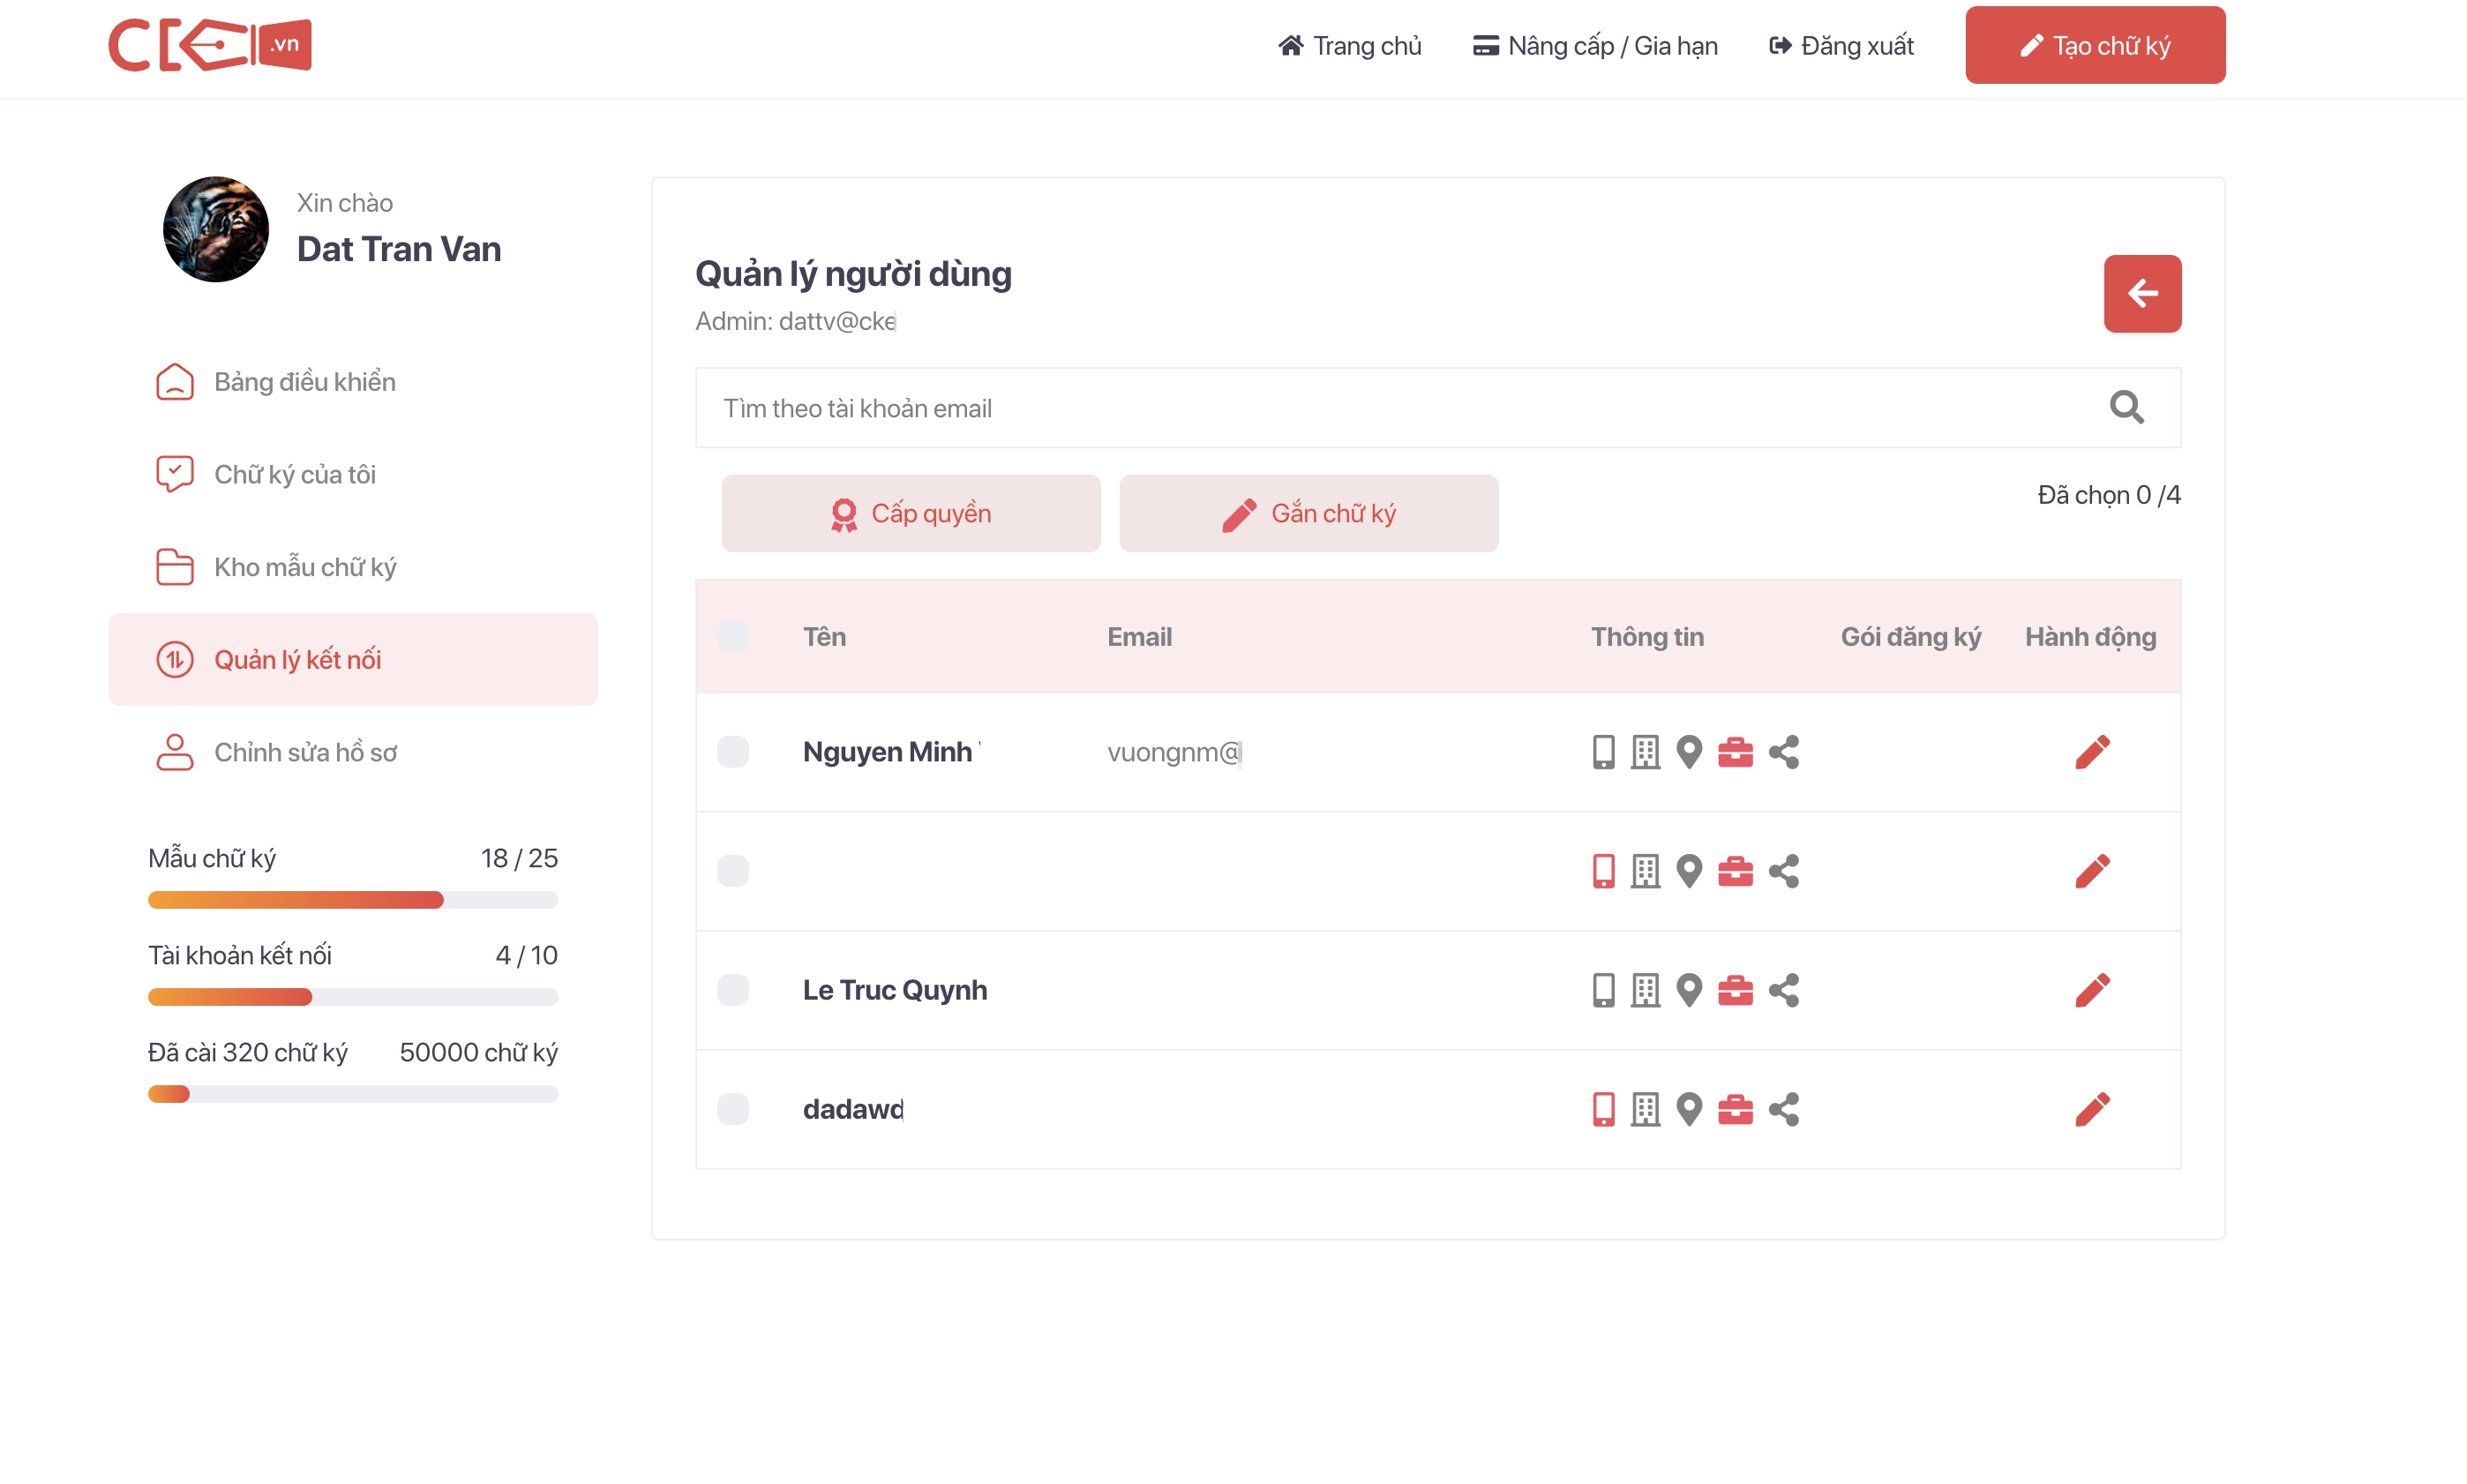 .vn
Trang chủ
Nâng cấp / Gia hạn
Đăng xuất
Tạo chữ ký
Xin chào
Dat Tran Van
Bảng điều khiển
Chữ ký của tôi
Kho mẫu chữ ký
Quản lý kết nối
Chỉnh sửa hồ sơ
Mẫu chữ ký 18 / 25
Tài khoản kết nối 4 / 10
Đã cài 320 chữ ký 50000 chữ ký
Quản lý người dùng
Admin: dattv@cke
Tìm theo tài khoản email
Cấp quyền
Gắn chữ ký
Đã chọn 0 /4
Tên Email Thông tin Gói đăng ký Hành động
Nguyen Minh vuongnm@
Le Truc Quynh
dadawd